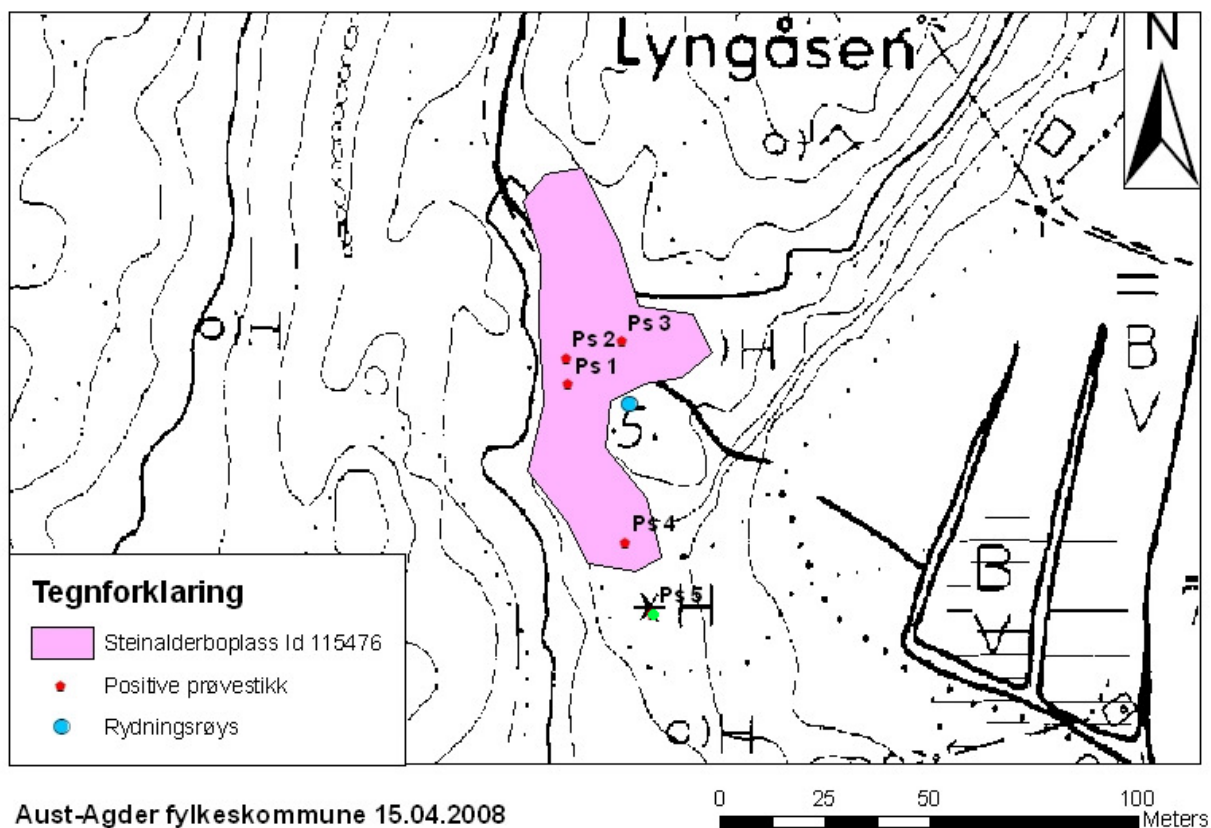 Lyngåsen
N
Ps 3
Ps 2
Ps 1
5
B
Ps 4
B
Ps 5
Tegnforklaring
Steinalderboplass Id 115476
Positive prøvestikk
Rydningsrøys
Aust-Agder fylkeskommune 15.04.2008
0 25 50 100
Meters